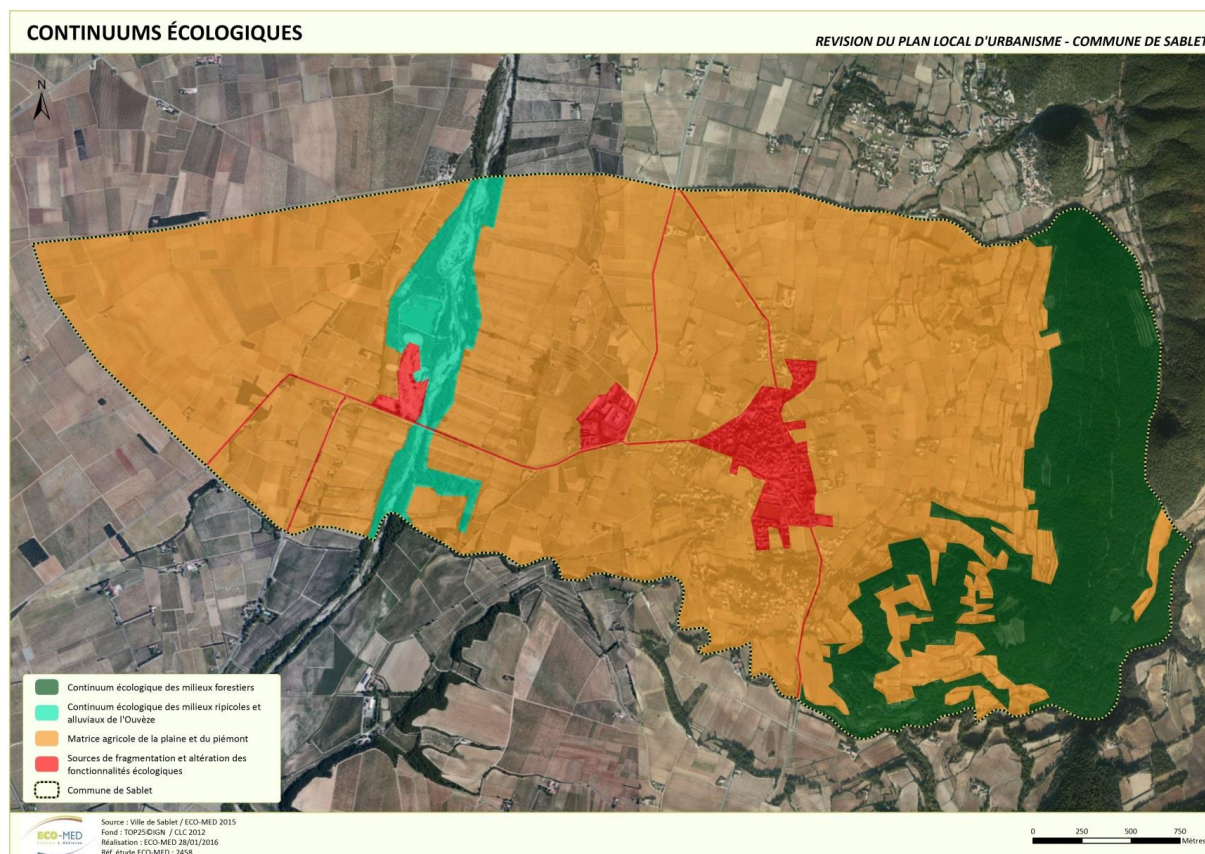 CONTINUUMS ÉCOLOGIQUES
REVISION DU PLAN LOCAL D'URBANISME - COMMUNE DE SABLET
N
Continuum écologique des milieux forestiers
Continuum écologique des milieux ripicoles et
alluviaux de l'Ouvèze
Matrice agricole de la plaine et du piémont
Sources de fragmentation et altération des
fonctionnalités écologiques
Commune de Sablet
ECO-MED
Source : Ville de Sablet / ECO-MED 2015
Fond : TOP25©IGN / CLC 2012
Réalisation : ECO-MED 28/01/2016
Réf. étude ECO-MED : 2458
0 250 500 750
Mètres